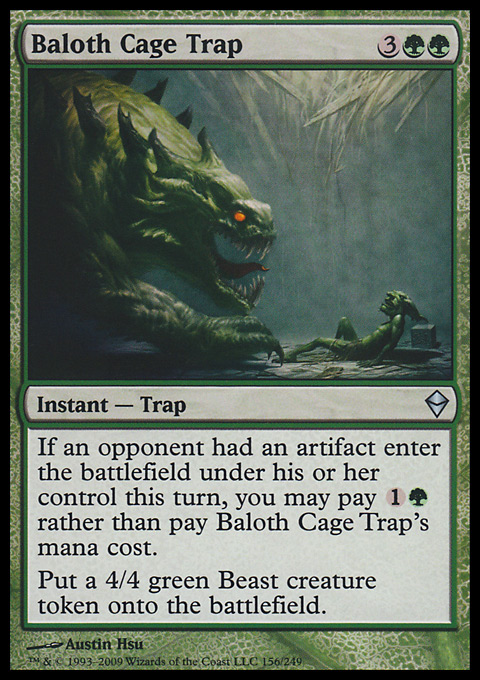 Baloth Cage Trap 3
Instant — Trap
If an opponent had an artifact enter
the battlefield under his or her
control this turn, you may pay 1
rather than pay Baloth Cage Trap's
mana cost.
Put a 4/4 green Beast creature
token onto the battlefield.
Austin Hsu
™ & © 1993–2009 Wizards of the Coast LLC 156/249